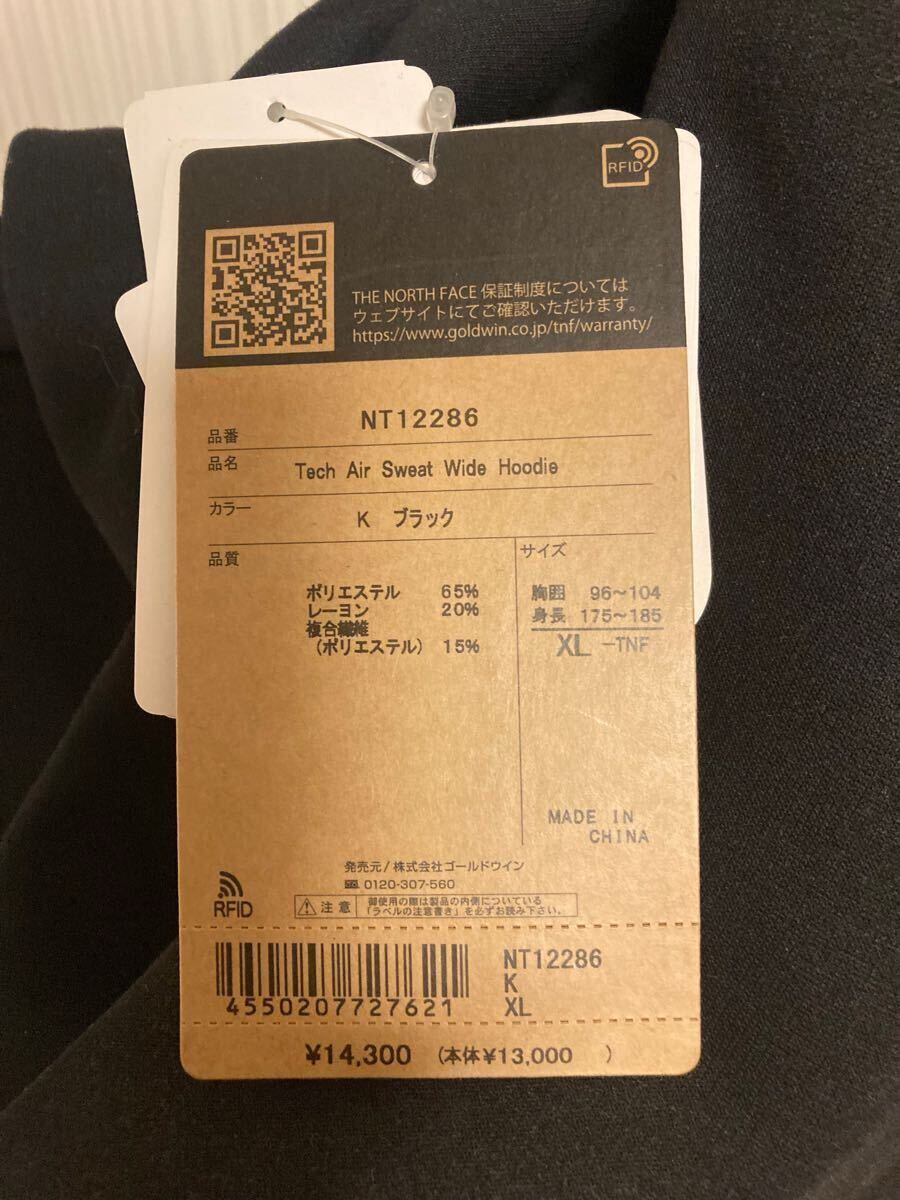 RFID
THE NORTH FACE 保証制度については
ウェブサイトにてご確認いただけます。
https://www.goldwin.co.jp/tnf/warranty/
品番 NT12286
品名 Tech Air Sweat Wide Hoodie
カラー K ブラック
品質
ポリエステル 65%
レーヨン 20%
複合繊維
(ポリエステル) 15%
サイズ
胸囲 96~104
身長 175~185
XL -TNF
MADE IN
CHINA
発売元/株式会社ゴールドウイン
0120-307-560
RFID
注意
御使用の際は製品の内側についている
「ラベルの注意書き」を必ずお読み下さい。
4550207727621
NT12286
K
XL
¥14,300 (本体¥13,000 )